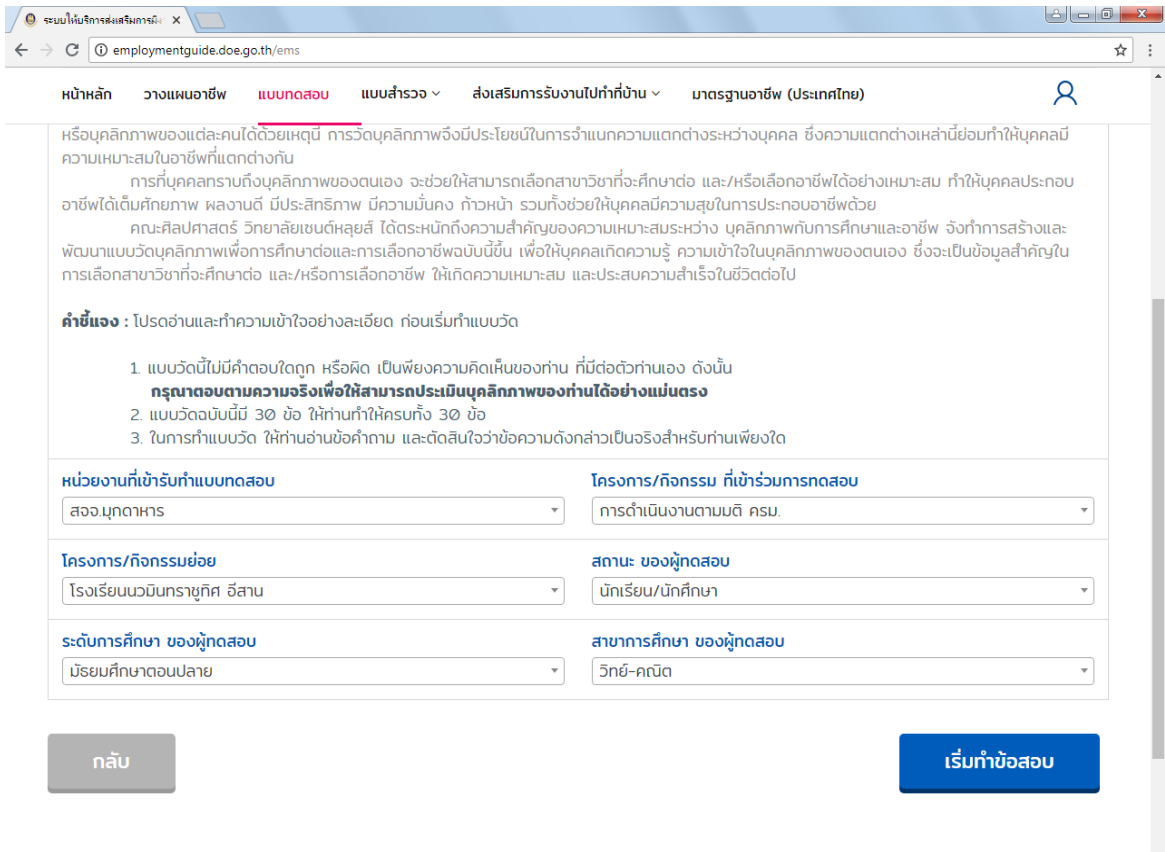 ระบบให้บริการส่งเสริมการมีง
employmentguide.doe.go.th/ems
หน้าหลัก วางแผนอาชีพ แบบทดสอบ แบบสำรวจ ส่งเสริมการรับงานไปทำที่บ้าน มาตรฐานอาชีพ (ประเทศไทย)
หรือบุคลิกภาพของแต่ละคนได้ด้วยเหตุนี้ การวัดบุคลิกภาพจึงมีประโยชน์ในการจำแนกความแตกต่างระหว่างบุคคล ซึ่งความแตกต่างเหล่านี้ย่อมทำให้บุคคลมี
ความเหมาะสมในอาชีพที่แตกต่างกัน
การที่บุคคลทราบถึงบุคลิกภาพของตนเอง จะช่วยให้สามารถเลือกสาขาวิชาที่จะศึกษาต่อ และ/หรือเลือกอาชีพได้อย่างเหมาะสม ทำให้บุคคลประกอบ
อาชีพได้เต็มศักยภาพ ผลงานดี มีประสิทธิภาพ มีความมั่นคง ก้าวหน้า รวมทั้งช่วยให้บุคคลมีความสุขในการประกอบอาชีพด้วย
คณะศิลปศาสตร์ วิทยาลัยเซนต์หลุยส์ ได้ตระหนักถึงความสำคัญของความเหมาะสมระหว่าง บุคลิกภาพกับการศึกษาและอาชีพ จึงทำการสร้างและ
พัฒนาแบบวัดบุคลิกภาพเพื่อการศึกษาต่อและการเลือกอาชีพฉบับนี้ขึ้น เพื่อให้บุคคลเกิดความรู้ ความเข้าใจในบุคลิกภาพของตนเอง ซึ่งจะเป็นข้อมูลสำคัญใน
การเลือกสาขาวิชาที่จะศึกษาต่อ และ/หรือการเลือกอาชีพ ให้เกิดความเหมาะสม และประสบความสำเร็จในชีวิตต่อไป
คำชี้แจง : โปรดอ่านและทำความเข้าใจอย่างละเอียด ก่อนเริ่มทำแบบวัด
1. แบบวัดนี้ไม่มีคำตอบใดถูก หรือผิด เป็นพียงความคิดเห็นของท่าน ที่มีต่อตัวท่านเอง ดังนั้น
กรุณาตอบตามความจริงเพื่อให้สามารถประเมินบุคลิกภาพของท่านได้อย่างแม่นตรง
2. แบบวัดฉบับนี้มี 30 ข้อ ให้ท่านทำให้ครบทั้ง 30 ข้อ
3. ในการทำแบบวัด ให้ท่านอ่านข้อคำถาม และตัดสินใจว่าข้อความดังกล่าวเป็นจริงสำหรับท่านเพียงใด
หน่วยงานที่เข้ารับทำแบบทดสอบ โครงการ/กิจกรรม ที่เข้าร่วมการทดสอบ
สจจ.มุกดาหาร การดำเนินงานตามมติ ครม.
โครงการ/กิจกรรมย่อย สถานะ ของผู้ทดสอบ
โรงเรียนนวมินทราชูทิศ อีสาน นักเรียน/นักศึกษา
ระดับการศึกษา ของผู้ทดสอบ สาขาการศึกษา ของผู้ทดสอบ
มัธยมศึกษาตอนปลาย วิทย์-คณิต
กลับ เริ่มทำข้อสอบ